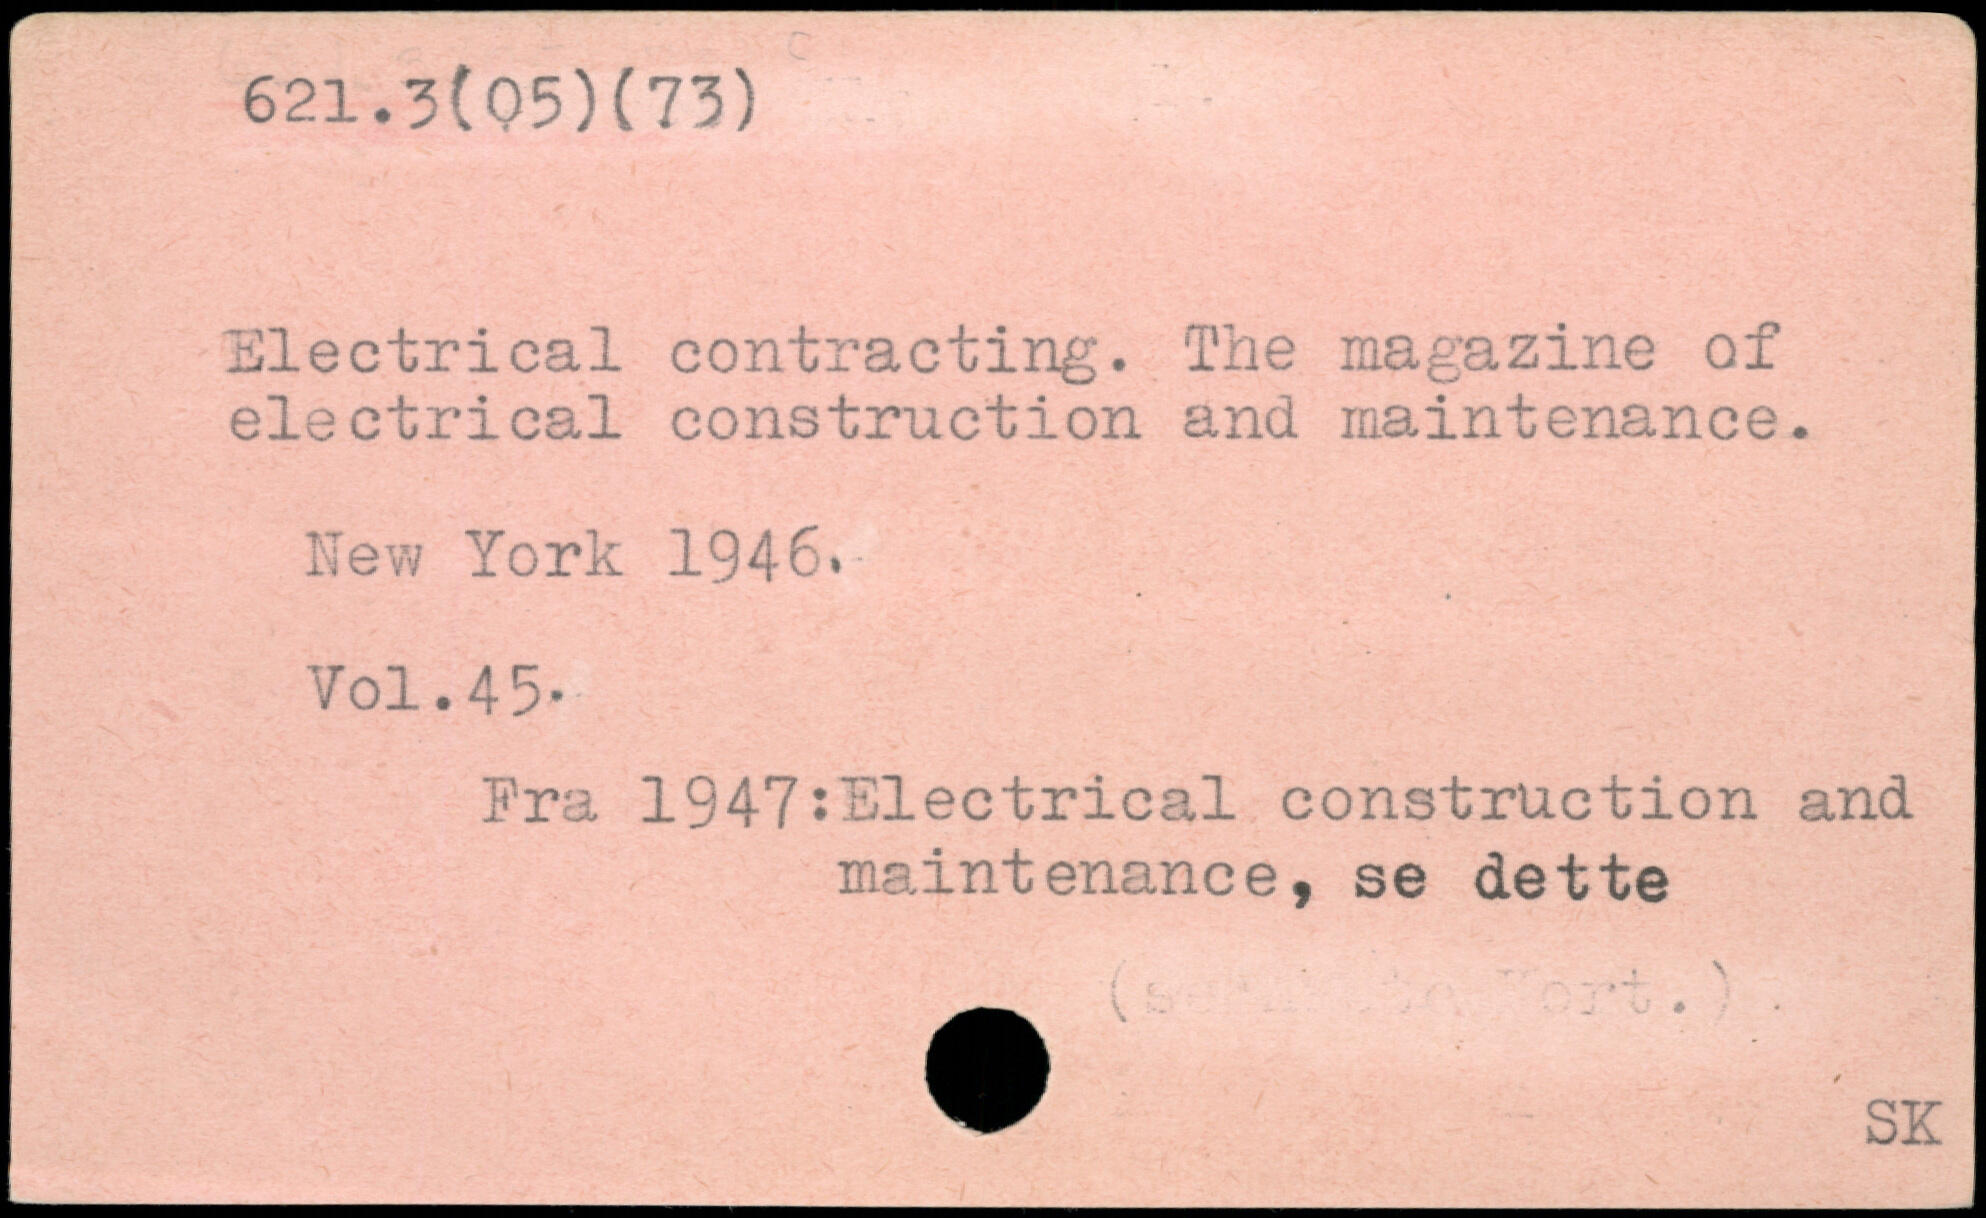 621.3(05)(73)
Electrical contracting. The magazine of
electrical construction and maintenance.
New York 1946.
Vol.45.
Fra 1947:Electrical construction and
maintenance, se dette
SK